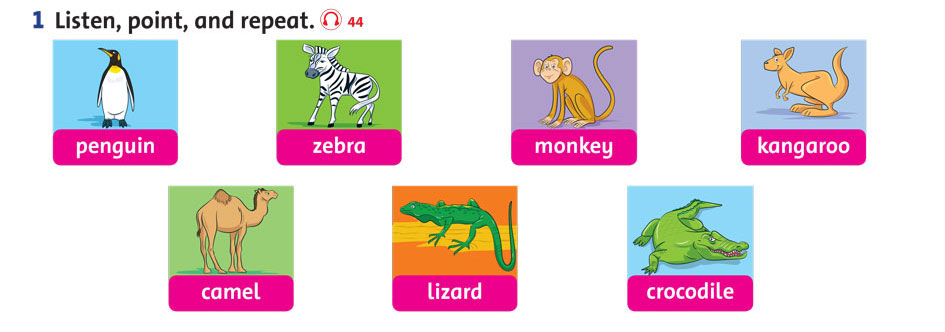 1 Listen, point, and repeat. 44
penguin zebra monkey kangaroo
camel lizard crocodile